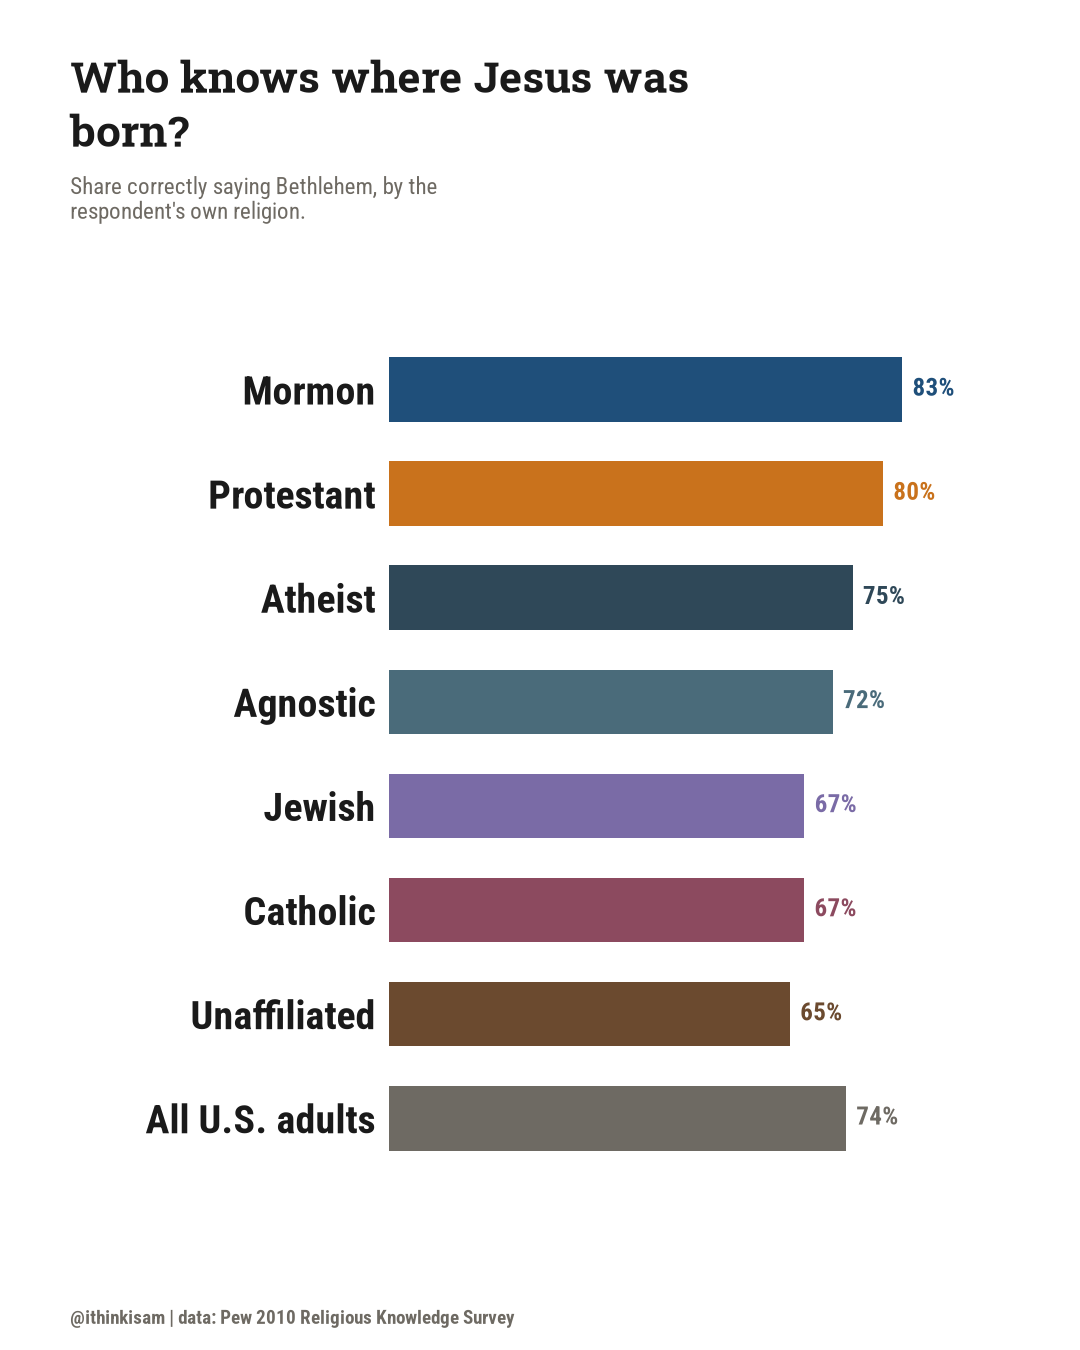 Who knows where Jesus was
born?
Share correctly saying Bethlehem, by the
respondent's own religion.
Mormon 83%
Protestant 80%
Atheist 75%
Agnostic 72%
Jewish 67%
Catholic 67%
Unaffiliated 65%
All U.S. adults 74%
@ithinkisam | data: Pew 2010 Religious Knowledge Survey